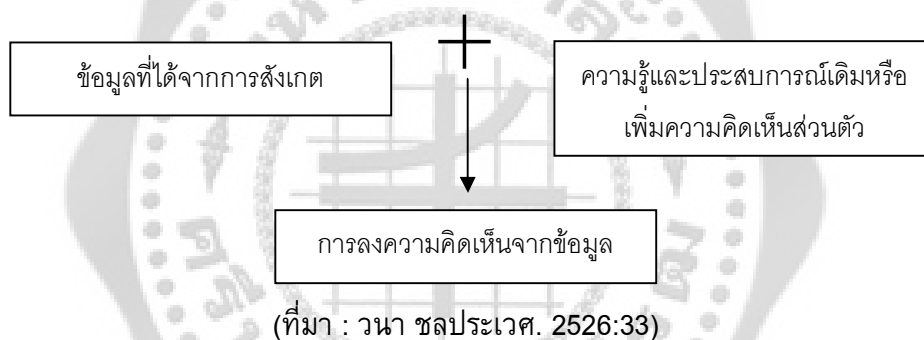 +
ข้อมูลที่ได้จากการสังเกต
ความรู้และประสบการณ์เดิมหรือ
เพิ่มความคิดเห็นส่วนตัว
การลงความคิดเห็นจากข้อมูล
(ที่มา : วนา ชลประเวศ. 2526:33)